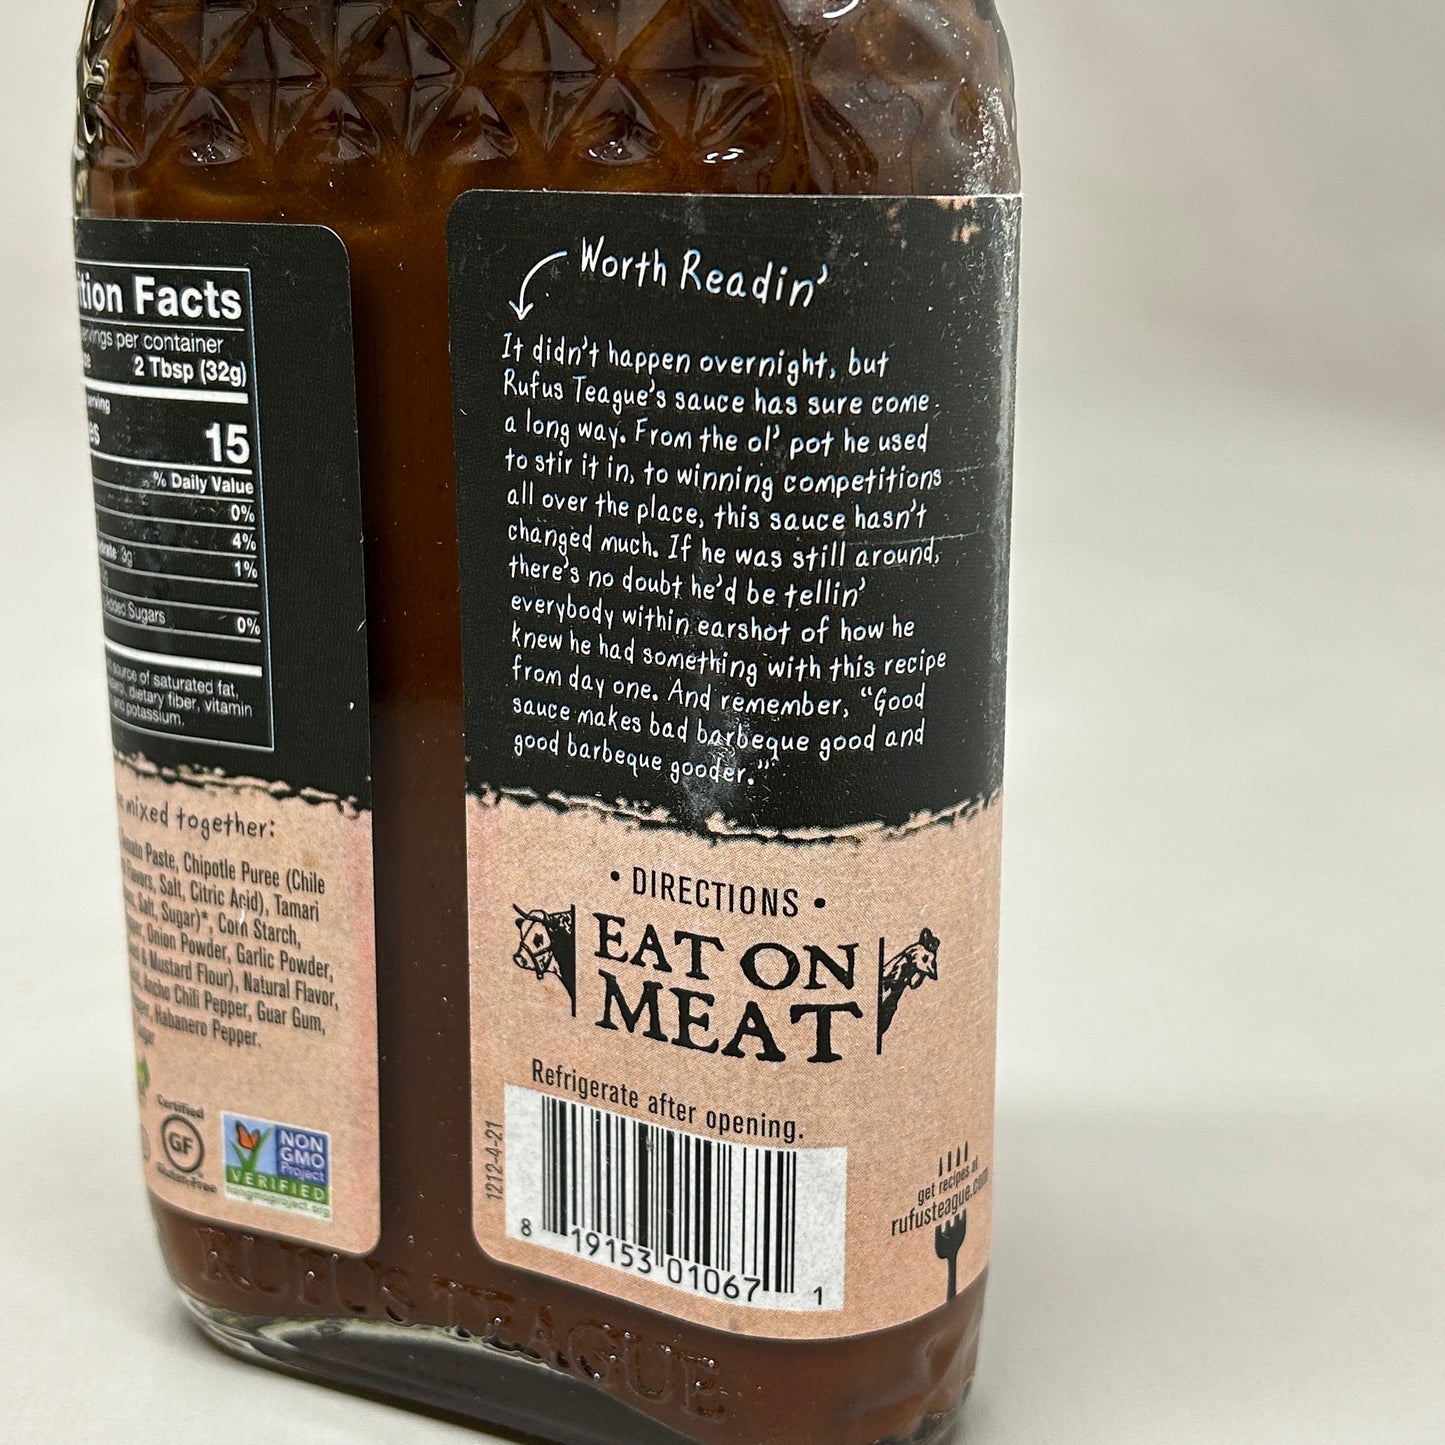 Facts
per container
2 Tbsp (32g)
serving
15
% Daily Value
0%
4%
3g
1%
Added Sugars
0%
source of saturated fat,
dietary fiber, vitamin
and potassium.
mixed together:
Paste, Chipotle Puree (Chile
Salt, Citric Acid), Tamari
Salt, Sugar)*, Corn Starch,
Onion Powder, Garlic Powder,
& Mustard Flour), Natural Flavor,
Ancho Chili Pepper, Guar Gum,
Habanero Pepper.
Certified
GF
Gluten-Free
NON
GMO
Project
VERIFIED
nongmoproject.org
Worth Readin'
It didn't happen overnight, but
Rufus Teague's sauce has sure come
a long way. From the ol' pot he used
to stir it in, to winning competitions
all over the place, this sauce hasn't
changed much. If he was still around,
there's no doubt he'd be tellin'
everybody within earshot of how he
knew he had something with this recipe
from day one. And remember, “Good
sauce makes bad barbeque good and
good barbeque gooder.”
• DIRECTIONS •
EAT ON
MEAT
Refrigerate after opening.
1212-4-21
8 19153 01067 1
get recipes at
rufusteague.com
RUFUS TEAGUE